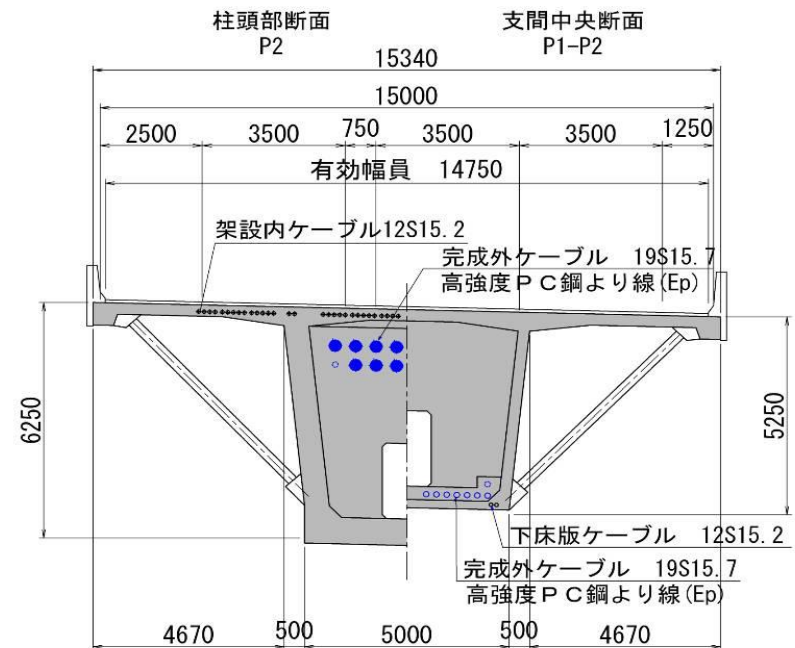 柱頭部断面
P2
支間中央断面
P1-P2
15340
15000
2500
3500
750
3500
3500
1250
有効幅員 14750
架設内ケーブル12S15.2
完成外ケーブル 19S15.7
高強度PC鋼より線(Ep)
6250
5250
下床版ケーブル 12S15.2
完成外ケーブル 19S15.7
高強度PC鋼より線(Ep)
4670
500
5000
500
4670